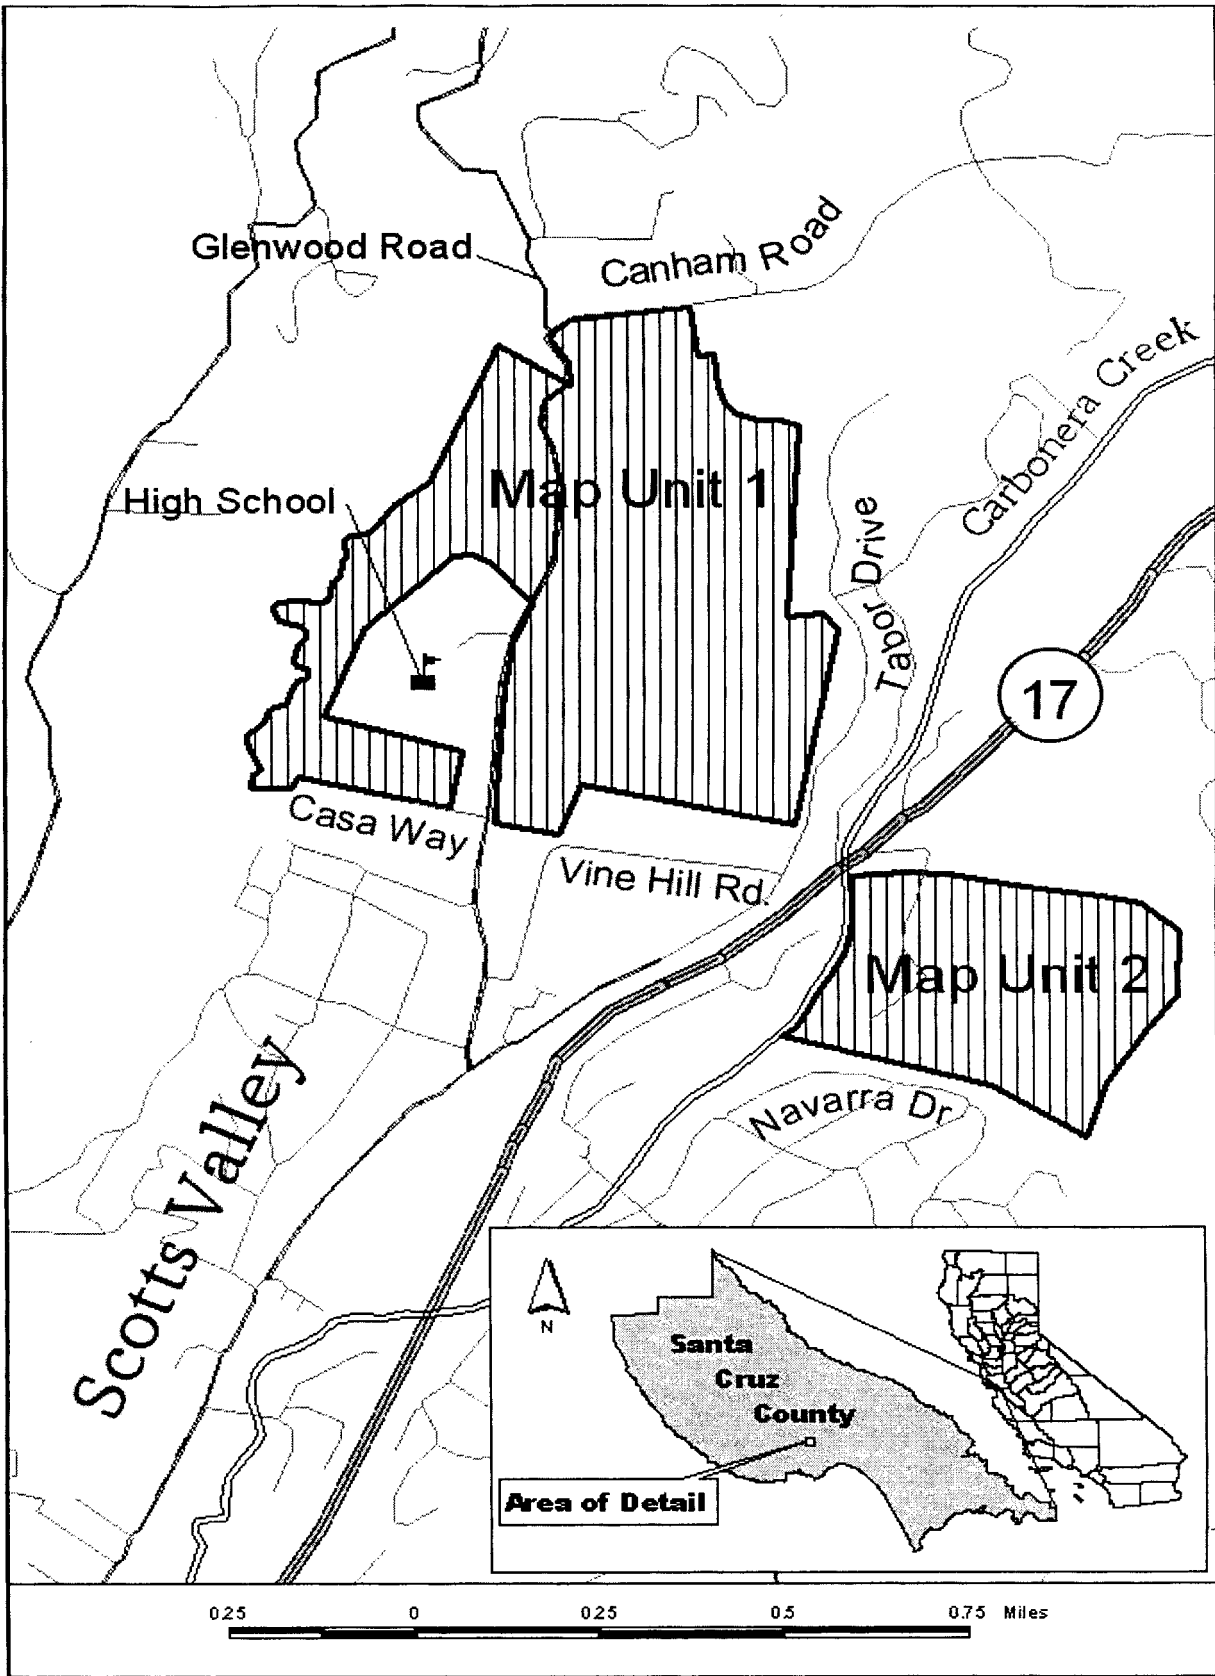 Glenwood Road
Canham Road
Carbonera Creek
High School
Map Unit 1
Tabor Drive
17
Casa Way
Vine Hill Rd.
Map Unit 2
Navarra Dr
Scotts Valley
N
Santa
Cruz
County
Area of Detail
0.25 0 0.25 0.5 0.75 Miles